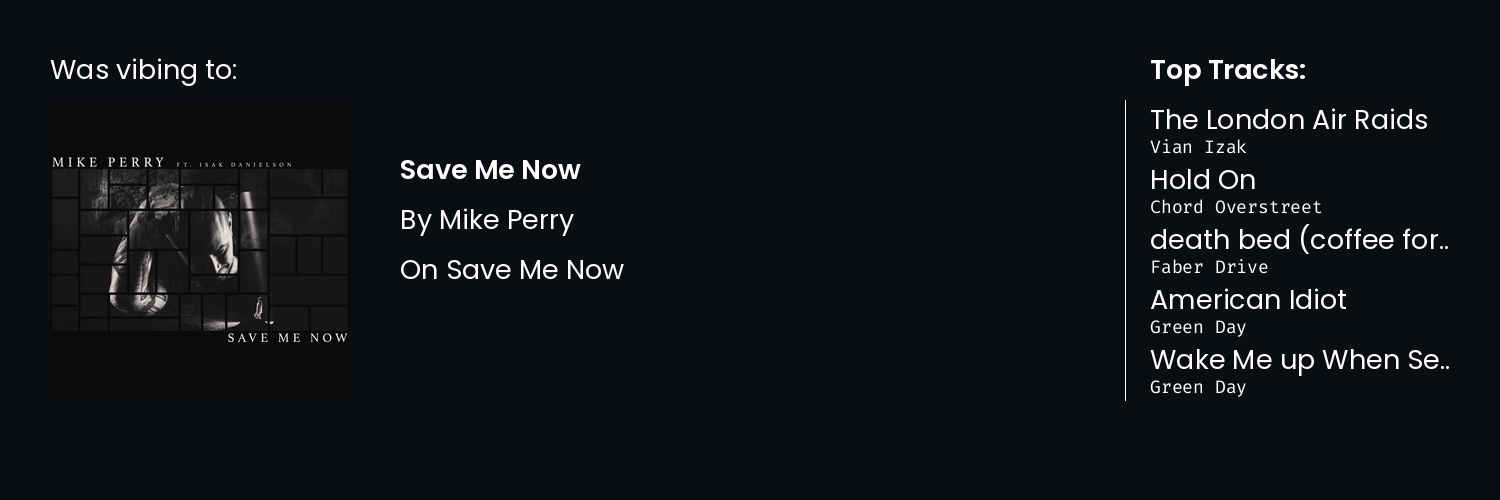 Was vibing to:
MIKE PERRY FT. ISAK DANIELSON
SAVE ME NOW
Save Me Now
By Mike Perry
On Save Me Now
Top Tracks:
The London Air Raids
Vian Izak
Hold On
Chord Overstreet
death bed (coffee for..
Faber Drive
American Idiot
Green Day
Wake Me up When Se..
Green Day